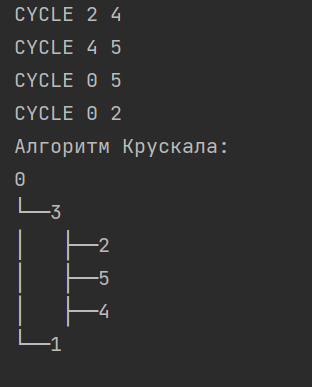 CYCLE 2 4
CYCLE 4 5
CYCLE 0 5
CYCLE 0 2
Алгоритм Крускала:
0
└──3
│   ├──2
│   ├──5
│   ├──4
└──1